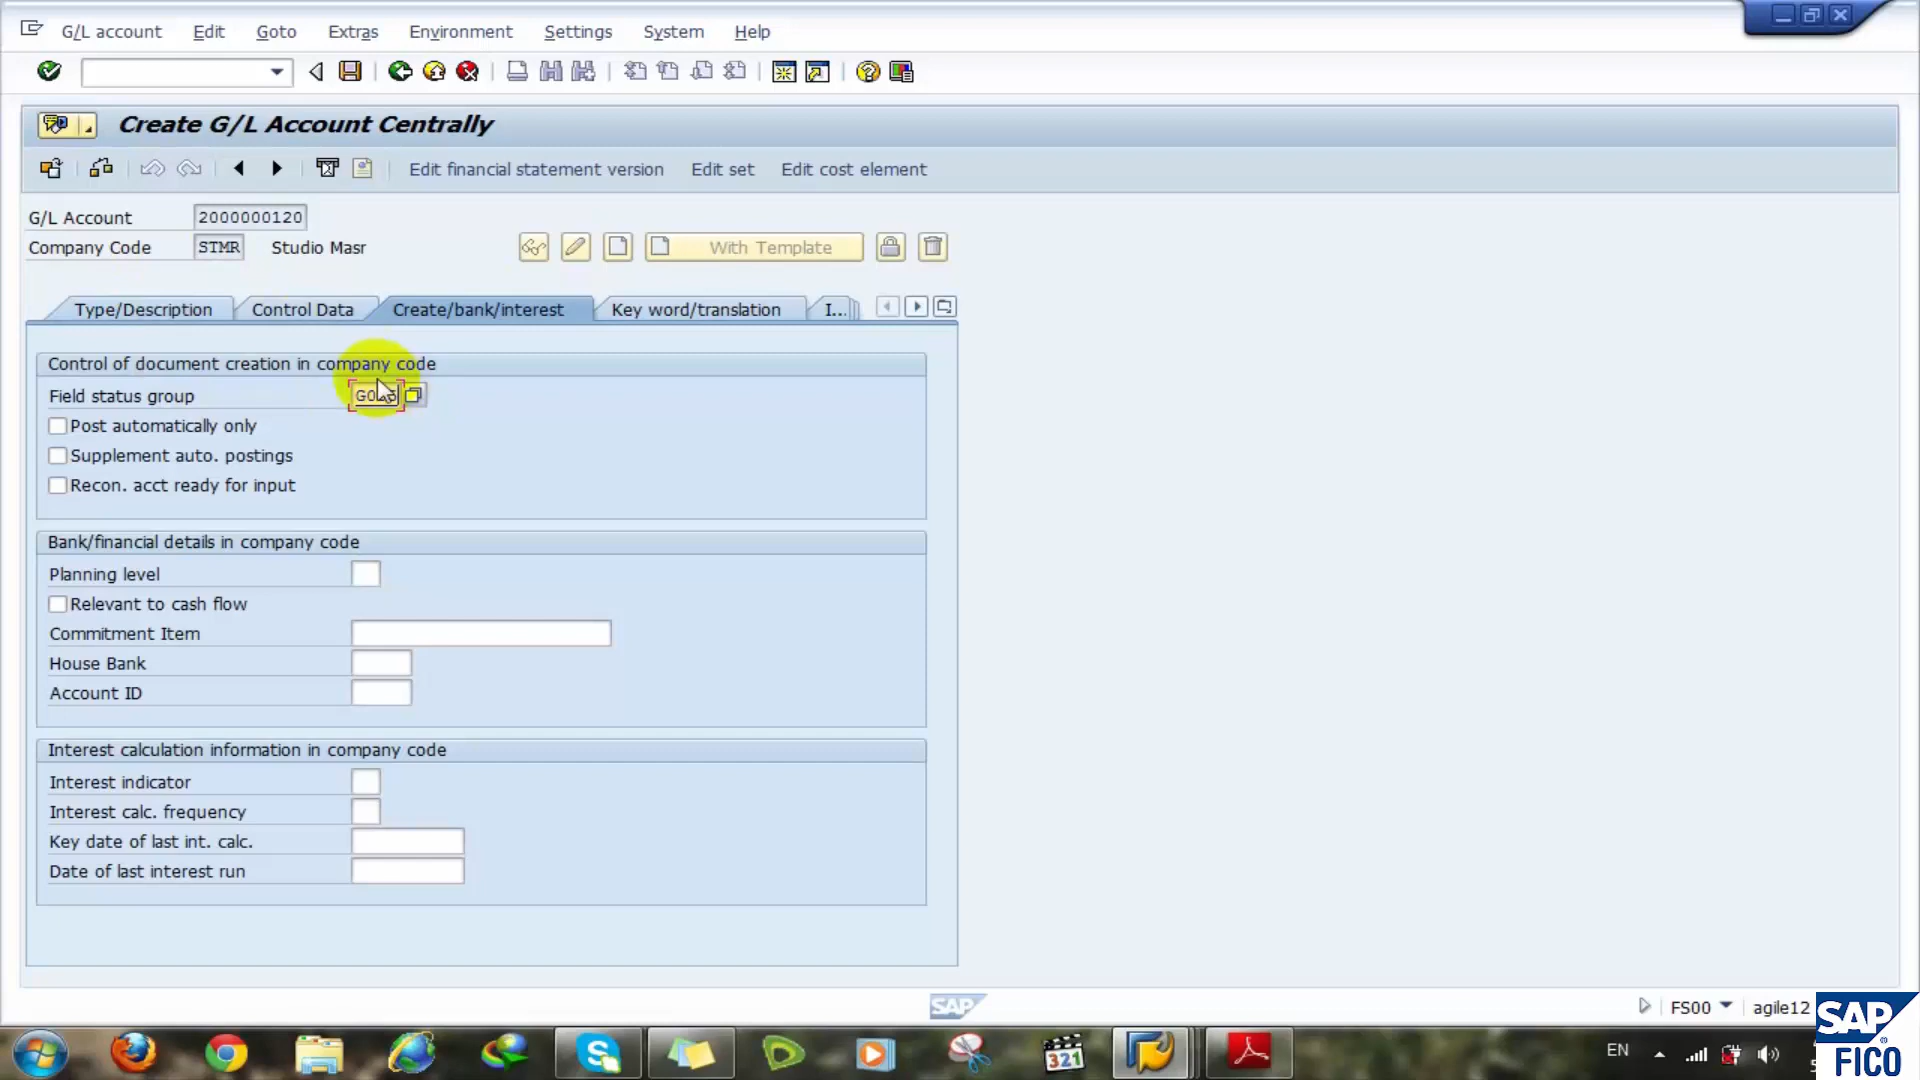 G/L account Edit Goto Extras Environment Settings System Help
Create G/L Account Centrally
Edit financial statement version Edit set Edit cost element
G/L Account 2000000120
Company Code STMR Studio Masr With Template
Type/Description Control Data Create/bank/interest Key word/translation I...
Control of document creation in company code
Field status group
Post automatically only
Supplement auto. postings
Recon. acct ready for input
Bank/financial details in company code
Planning level
Relevant to cash flow
Commitment Item
House Bank
Account ID
Interest calculation information in company code
Interest indicator
Interest calc. frequency
Key date of last int. calc.
Date of last interest run
SAP
FS00 agile12
SAP
FICO
321
EN